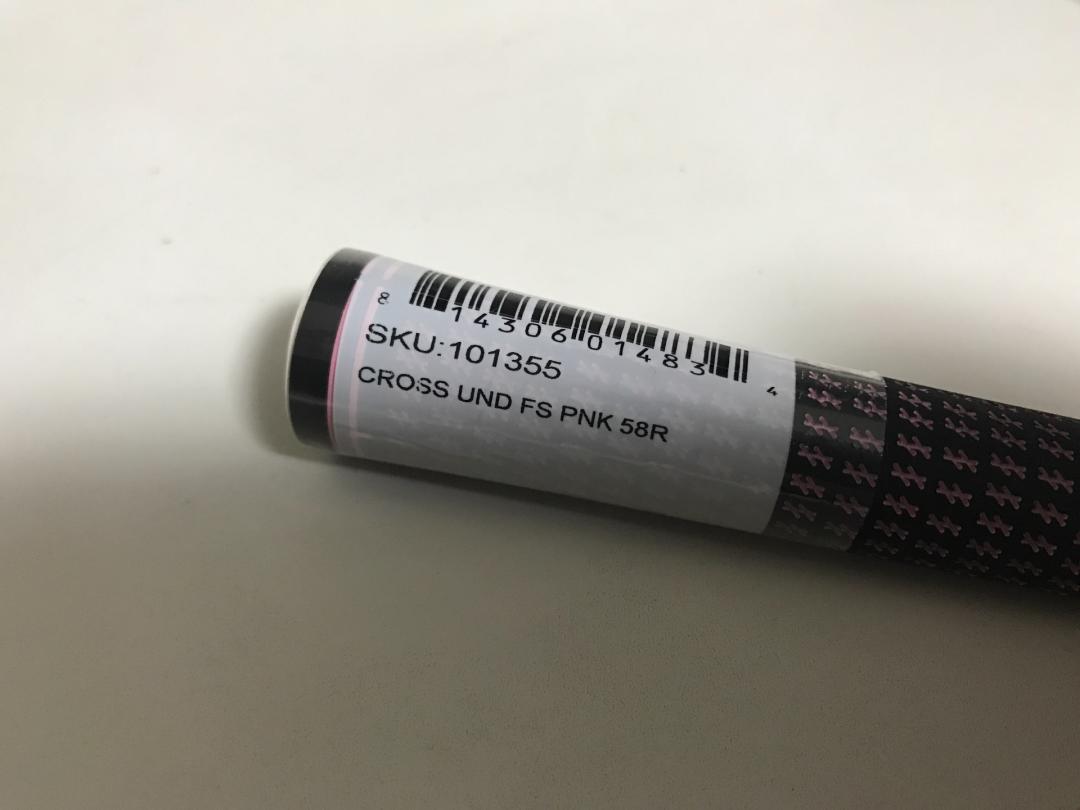 8 14306 01483 4
SKU:101355
CROSS UND FS PNK 58R